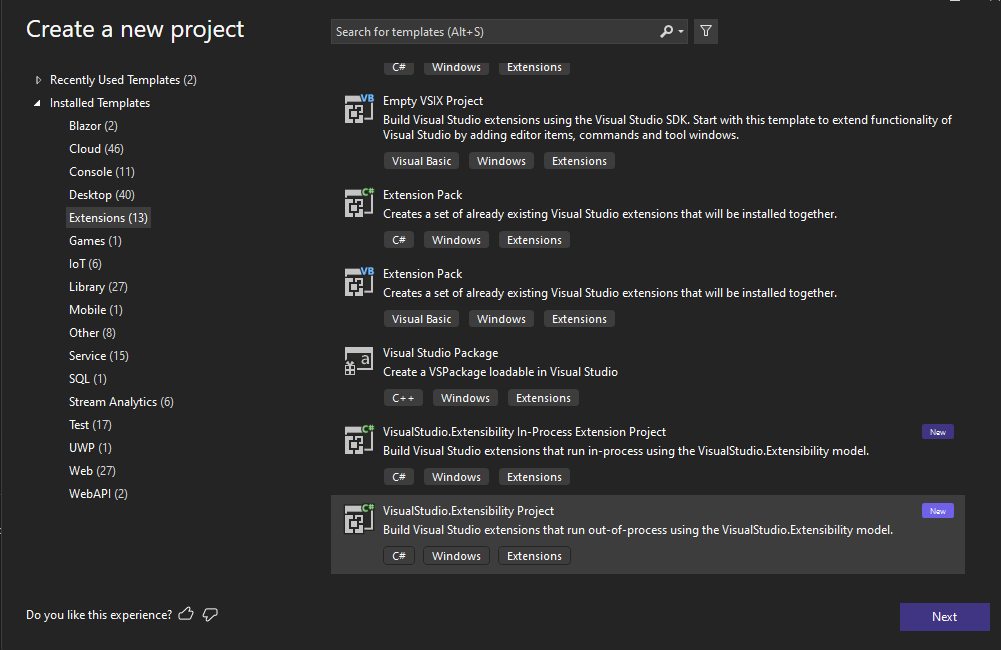 Create a new project
Search for templates (Alt+S)
Recently Used Templates (2)
Installed Templates
Blazor (2)
Cloud (46)
Console (11)
Desktop (40)
Extensions (13)
Games (1)
IoT (6)
Library (27)
Mobile (1)
Other (8)
Service (15)
SQL (1)
Stream Analytics (6)
Test (17)
UWP (1)
Web (27)
WebAPI (2)
C# Windows Extensions
VB
Empty VSIX Project
Build Visual Studio extensions using the Visual Studio SDK. Start with this template to extend functionality of
Visual Studio by adding editor items, commands and tool windows.
Visual Basic Windows Extensions
C#
Extension Pack
Creates a set of already existing Visual Studio extensions that will be installed together.
C# Windows Extensions
VB
Extension Pack
Creates a set of already existing Visual Studio extensions that will be installed together.
Visual Basic Windows Extensions
a
Visual Studio Package
Create a VSPackage loadable in Visual Studio
C++ Windows Extensions
C#
VisualStudio.Extensibility In-Process Extension Project New
Build Visual Studio extensions that run in-process using the VisualStudio.Extensibility model.
C# Windows Extensions
C#
VisualStudio.Extensibility Project New
Build Visual Studio extensions that run out-of-process using the VisualStudio.Extensibility model.
C# Windows Extensions
Do you like this experience?
Next